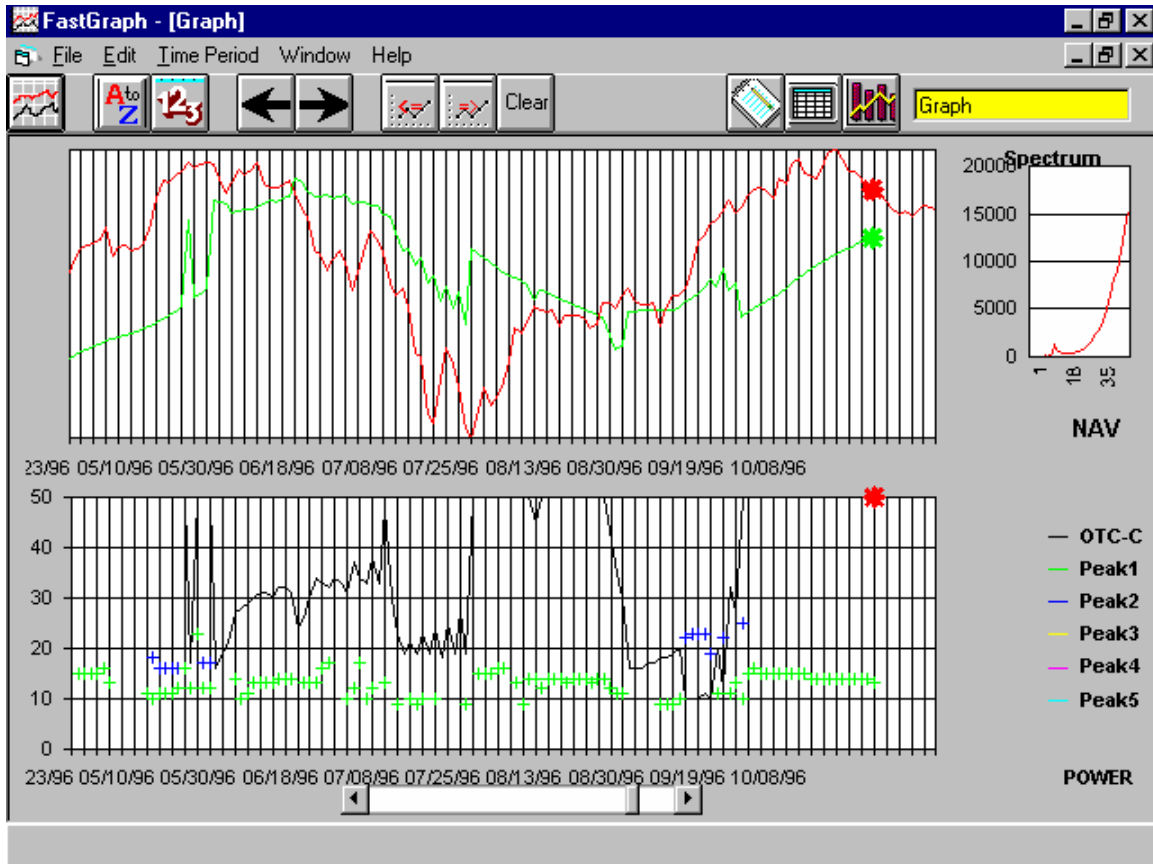 FastGraph - [Graph]
File Edit Time Period Window Help
A to Z 123 <= => Clear Graph
Spectrum
20000
15000
10000
5000
0
1 18 35
NAV
23/96 05/10/96 05/30/96 06/18/96 07/08/96 07/25/96 08/13/96 08/30/96 09/19/96 10/08/96
50
40
30
20
10
0
OTC-C
Peak1
Peak2
Peak3
Peak4
Peak5
23/96 05/10/96 05/30/96 06/18/96 07/08/96 07/25/96 08/13/96 08/30/96 09/19/96 10/08/96
POWER